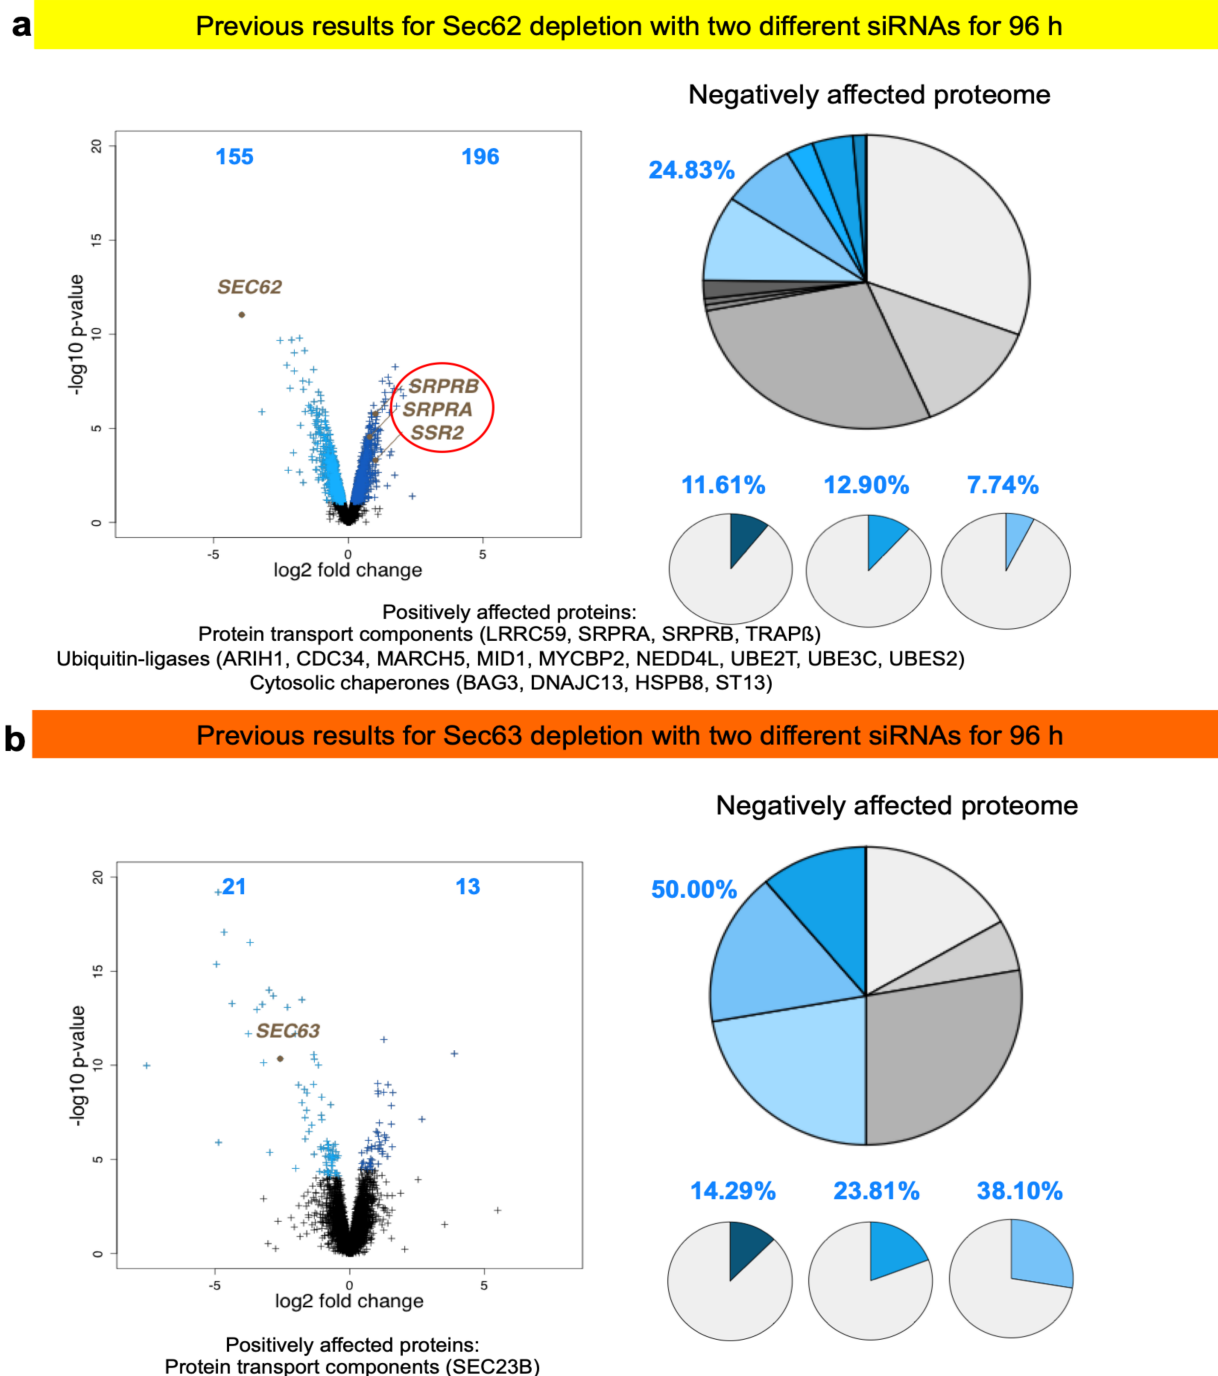 a
Previous results for Sec62 depletion with two different siRNAs for 96 h
Negatively affected proteome
155
196
20
15
10
5
0
-log10 p-value
SEC62
SRPRB
SRPRA
SSR2
-5
0
5
log2 fold change
24.83%
11.61%
12.90%
7.74%
Positively affected proteins:
Protein transport components (LRRC59, SRPRA, SRPRB, TRAPß)
Ubiquitin-ligases (ARIH1, CDC34, MARCH5, MID1, MYCBP2, NEDD4L, UBE2T, UBE3C, UBES2)
Cytosolic chaperones (BAG3, DNAJC13, HSPB8, ST13)
b
Previous results for Sec63 depletion with two different siRNAs for 96 h
Negatively affected proteome
21
13
20
15
10
5
0
-log10 p-value
SEC63
-5
0
5
log2 fold change
50.00%
14.29%
23.81%
38.10%
Positively affected proteins:
Protein transport components (SEC23B)